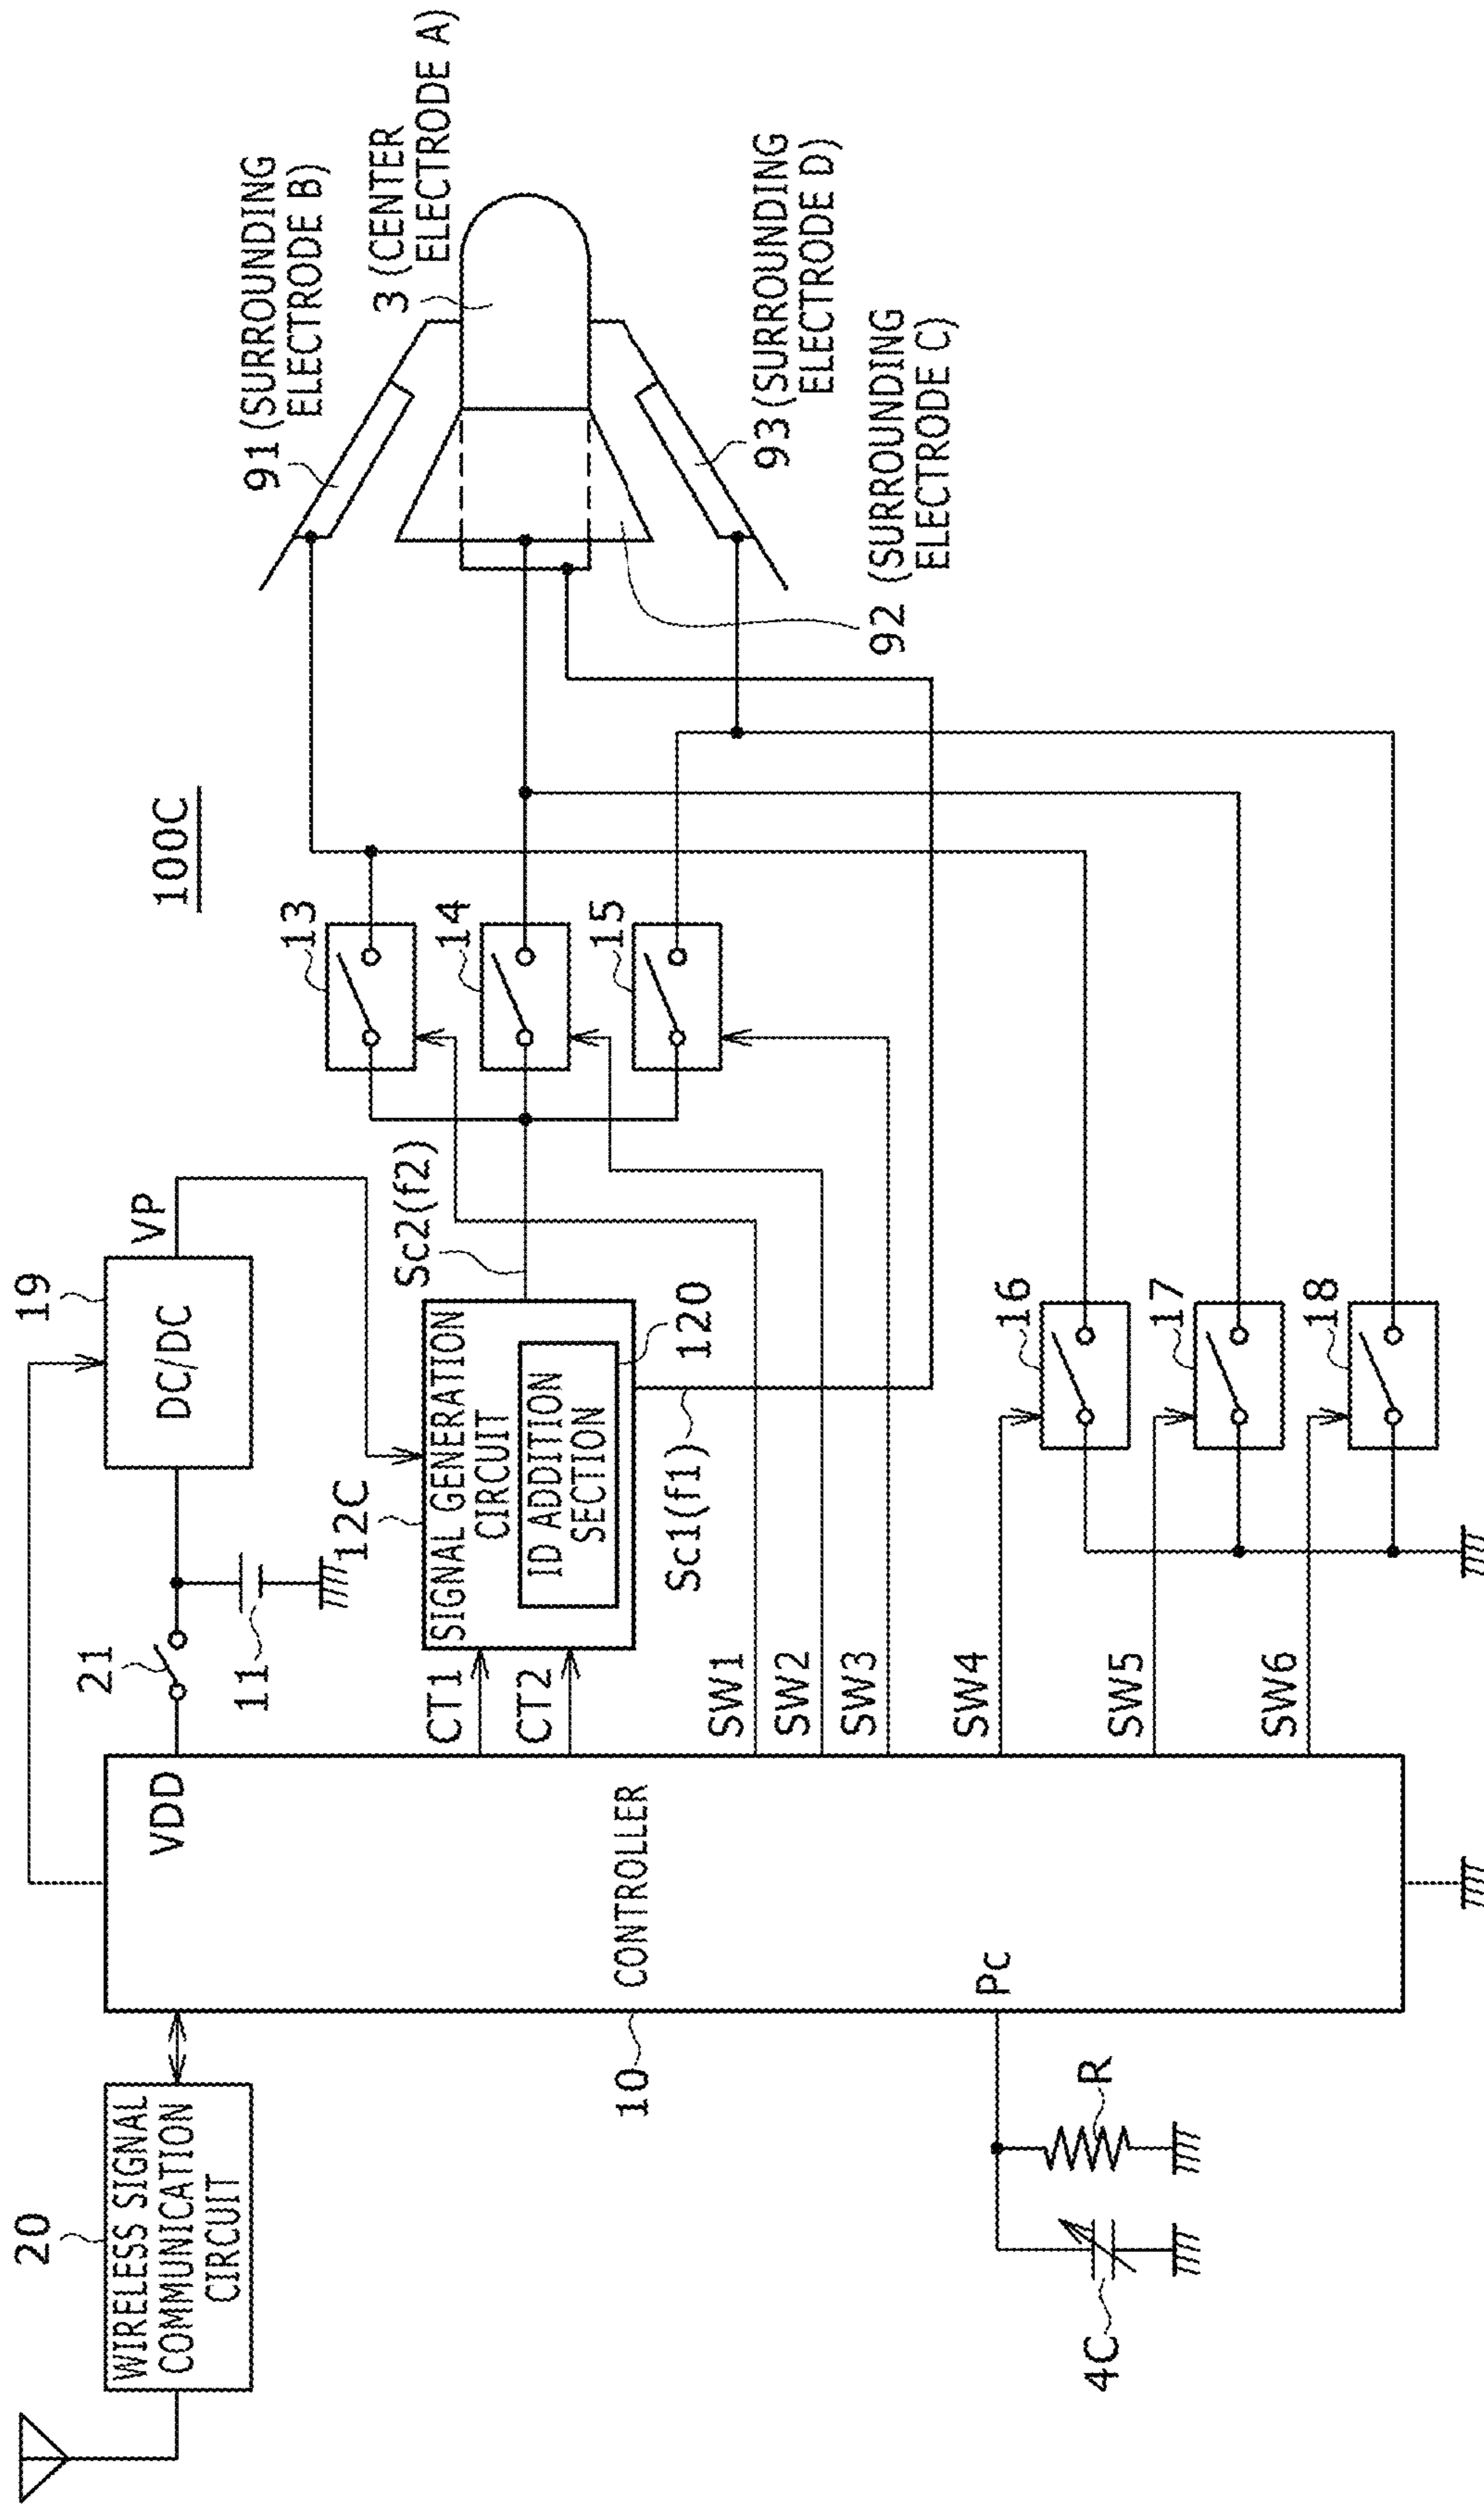 100C
20
WIRELESS SIGNAL
COMMUNICATION
CIRCUIT
VDD
CONTROLLER
10
Pc
R
4C
21
11
19
DC/DC
VP
12C
SIGNAL GENERATION
CIRCUIT
ID ADDITION
SECTION
120
CT1
CT2
Sc1(f1)
Sc2(f2)
SW1
SW2
SW3
SW4
SW5
SW6
13
14
15
16
17
18
91 (SURROUNDING
ELECTRODE B)
3 (CENTER
ELECTRODE A)
93 (SURROUNDING
ELECTRODE D)
92 (SURROUNDING
ELECTRODE C)